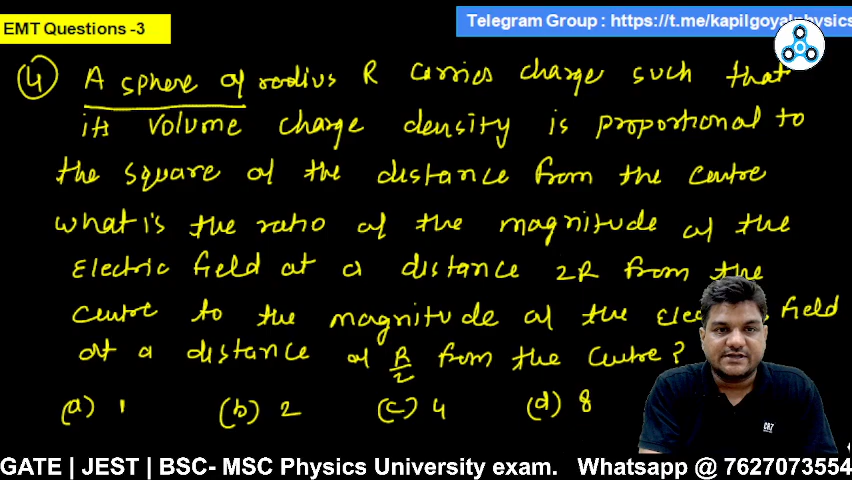 EMT Questions -3
Telegram Group : https://t.me/kapilgoyalphysics
(4) A sphere of radius R carries charge such that
its volume charge density is proportional to
the square of the distance from the centre
what is the ratio of the magnitude of the
Electric field at a distance 2R from the
centre to the magnitude of the field
at a distance of R/2 from the centre?
(a) 1 (b) 2 (c) 4 (d) 8
GATE | JEST | BSC- MSC Physics University exam. Whatsapp @ 7627073554